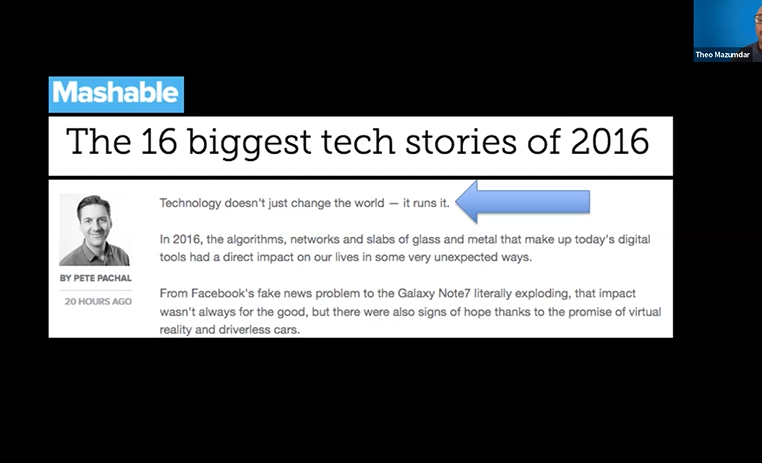 Theo Mazumdar
Mashable
The 16 biggest tech stories of 2016
Technology doesn't just change the world — it runs it.
In 2016, the algorithms, networks and slabs of glass and metal that make up today's digital
tools had a direct impact on our lives in some very unexpected ways.
BY PETE PACHAL
20 HOURS AGO
From Facebook's fake news problem to the Galaxy Note7 literally exploding, that impact
wasn't always for the good, but there were also signs of hope thanks to the promise of virtual
reality and driverless cars.